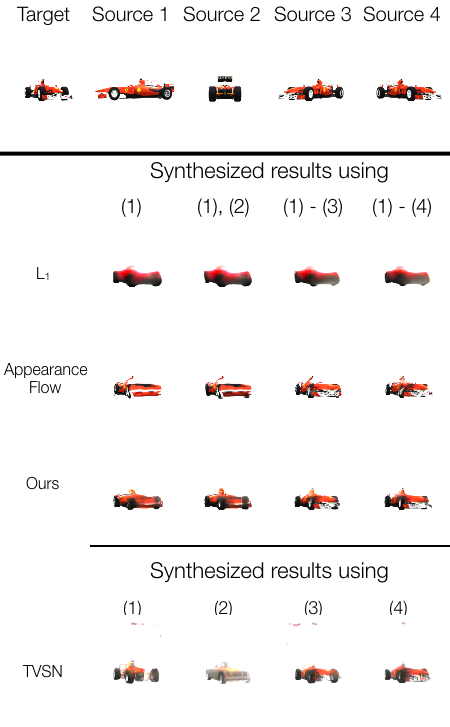 Target Source 1 Source 2 Source 3 Source 4
Synthesized results using
(1) (1), (2) (1) - (3) (1) - (4)
L₁
Appearance
Flow
Ours
Synthesized results using
(1) (2) (3) (4)
TVSN